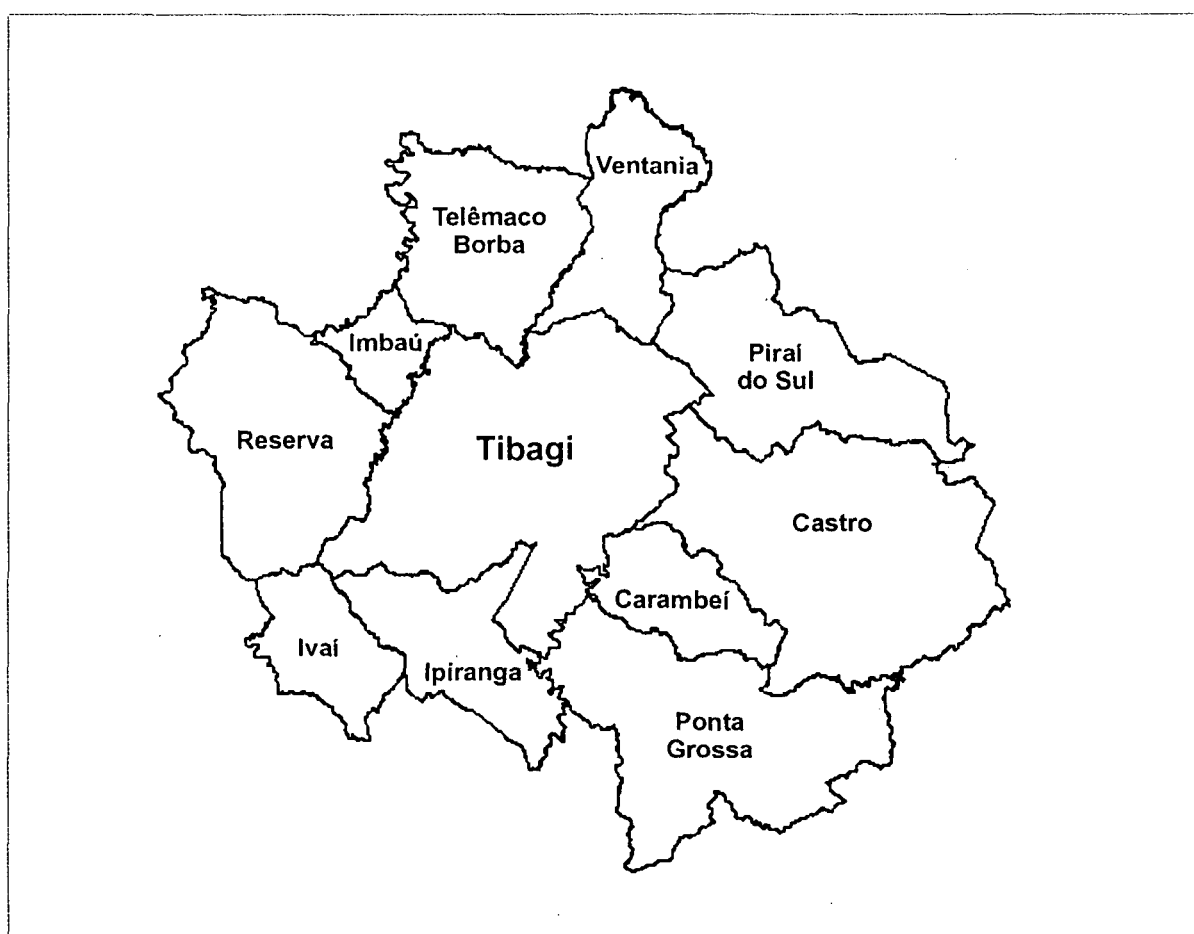 Ventania
Telêmaco
Borba
Imbaú
Piraí
do Sul
Reserva
Tibagi
Castro
Carambeí
Ivaí
Ipiranga
Ponta
Grossa